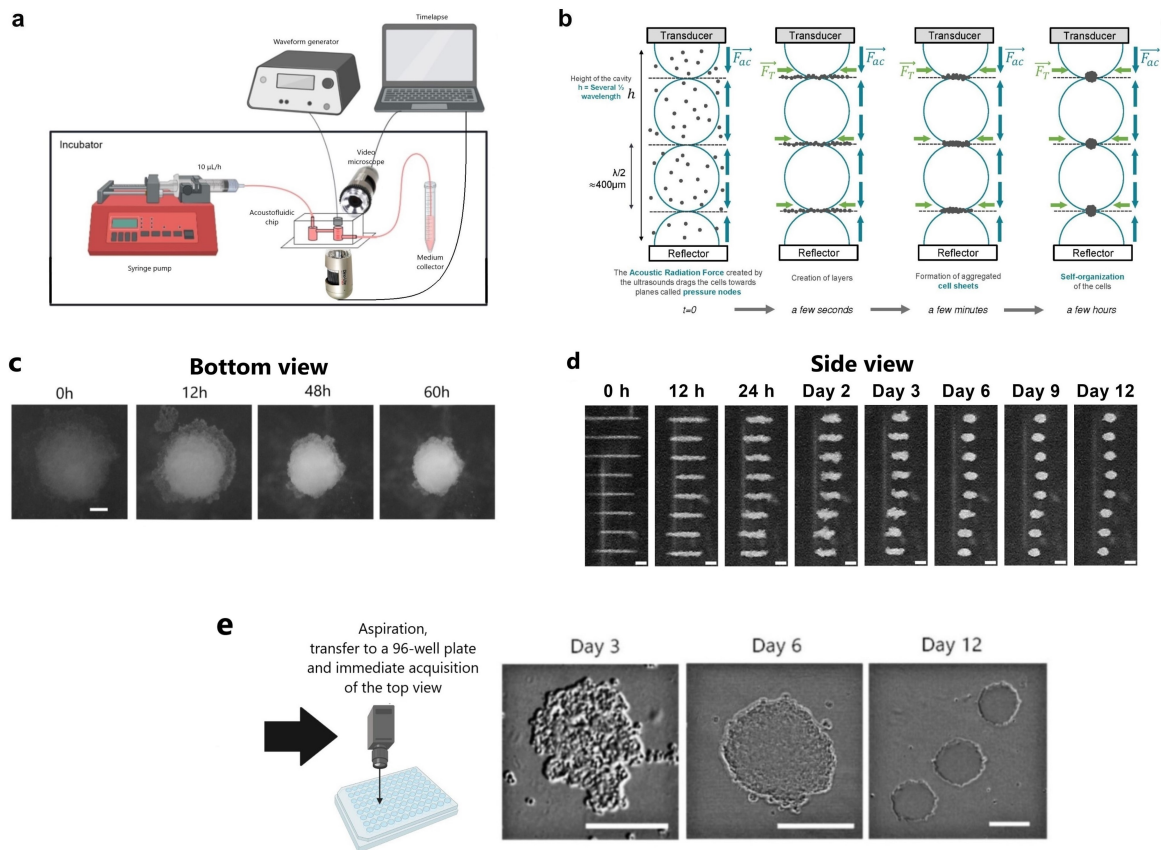 a
Timelapse
Waveform generator
Incubator
10 µL/h
Video
microscope
Acoustofluidic
chip
Syringe pump
Medium
collector
b
Transducer
Transducer
Transducer
Transducer
Height of the cavity
h = Several ½
wavelength
h
λ/2
≈400µm
F_ac
F_T
F_ac
F_T
F_ac
F_T
F_ac
Reflector
Reflector
Reflector
Reflector
The Acoustic Radiation Force created by
the ultrasounds drags the cells towards
planes called pressure nodes
Creation of layers
Formation of aggregated
cell sheets
Self-organization
of the cells
t=0
a few seconds
a few minutes
a few hours
c
Bottom view
0h 12h 48h 60h
d
Side view
0 h 12 h 24 h Day 2 Day 3 Day 6 Day 9 Day 12
e
Aspiration,
transfer to a 96-well plate
and immediate acquisition
of the top view
Day 3 Day 6 Day 12